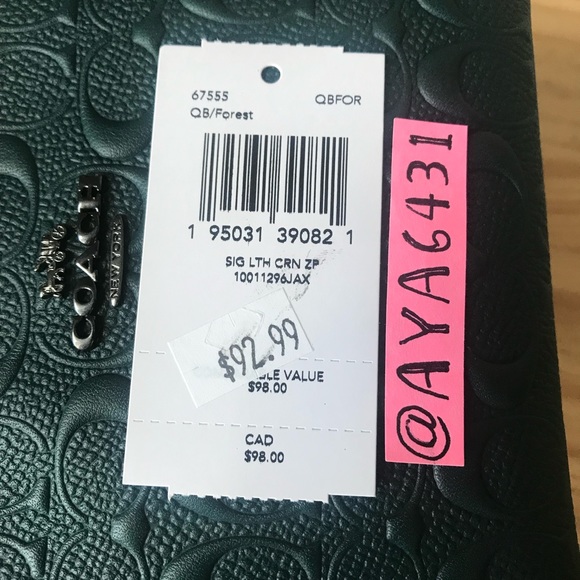 67555 QBFOR
QB/Forest
1 95031 39082 1
SIG LTH CRN ZP
10011296JAX
$92.99
LE VALUE
$98.00
CAD
$98.00
COACH
NEW YORK
@AYA6431